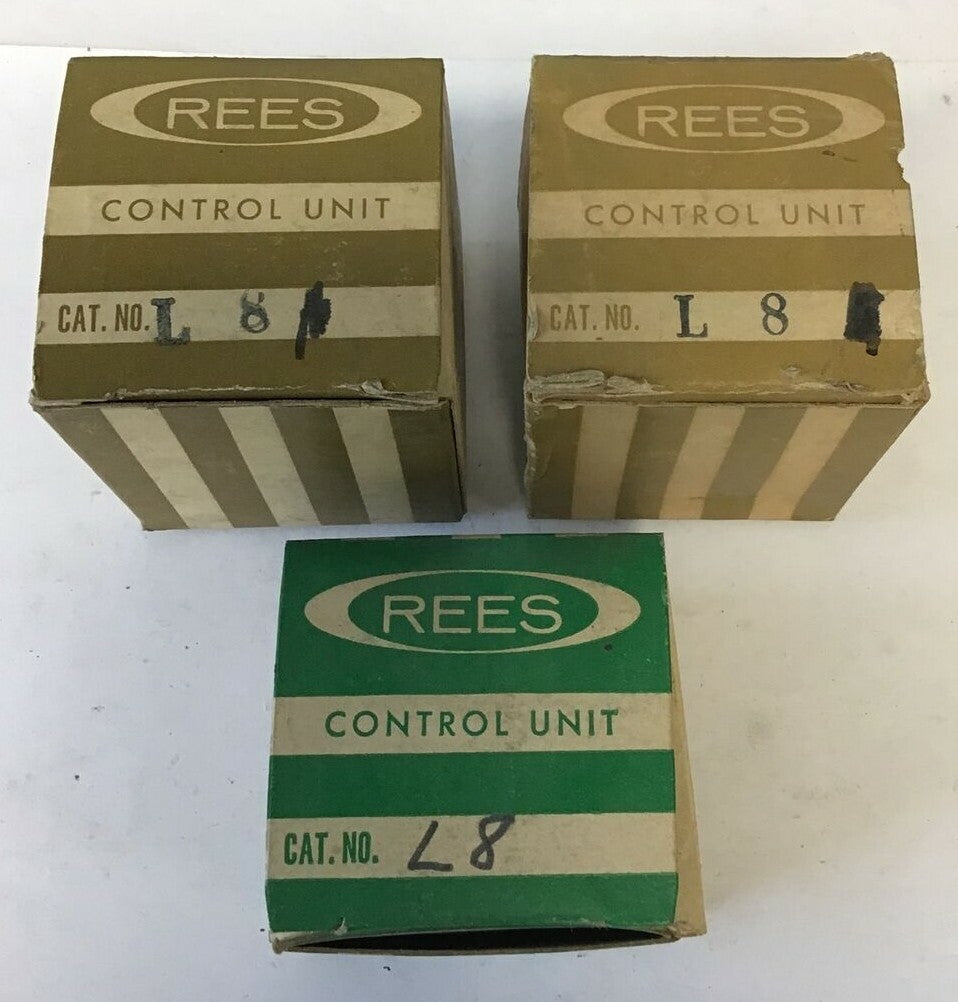 REES
CONTROL UNIT
CAT. NO. L 8
REES
CONTROL UNIT
CAT. NO. L 8
REES
CONTROL UNIT
CAT. NO. L8